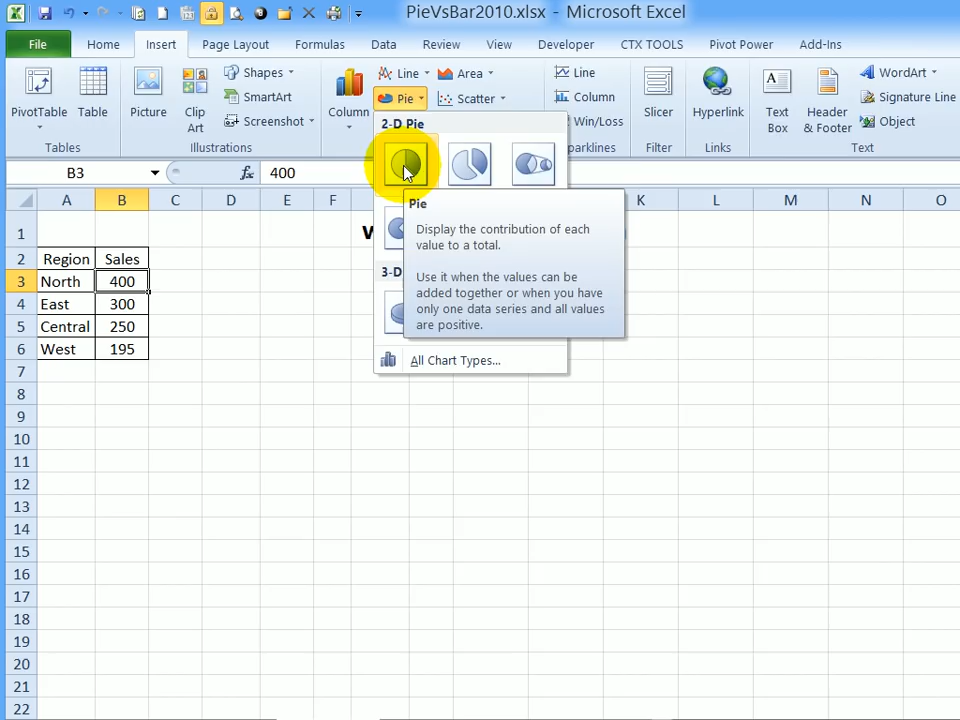 PieVsBar2010.xlsx - Microsoft Excel
File Home Insert Page Layout Formulas Data Review View Developer CTX TOOLS Pivot Power Add-Ins
PivotTable
Table
Tables
Picture
Clip Art
Shapes
SmartArt
Screenshot
Illustrations
Column
Line
Pie
Area
Scatter
Line
Column
Win/Loss
Slicer
Filter
Hyperlink
Links
Text Box
Header & Footer
WordArt
Signature Line
Object
Text
B3 fx 400
2-D Pie
Pie
Display the contribution of each
value to a total.
Use it when the values can be
added together or when you have
only one data series and all values
are positive.
3-D
All Chart Types...
A B C D E F K L M N O
1
2 Region Sales
3 North 400
4 East 300
5 Central 250
6 West 195
7
8
9
10
11
12
13
14
15
16
17
18
19
20
21
22